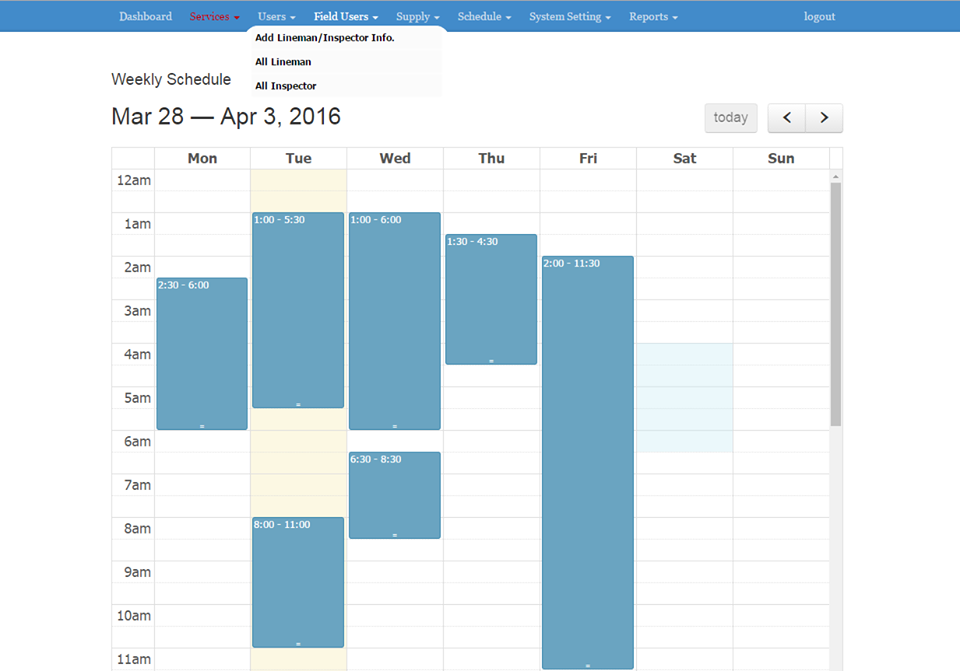 Dashboard Services Users Field Users Supply Schedule System Setting Reports logout
Add Lineman/Inspector Info.
All Lineman
All Inspector
Weekly Schedule
Mar 28 — Apr 3, 2016
today
Mon Tue Wed Thu Fri Sat Sun
12am
1am
1:00 - 5:30
1:00 - 6:00
1:30 - 4:30
2am
2:00 - 11:30
2:30 - 6:00
3am
4am
5am
6am
6:30 - 8:30
7am
8am
8:00 - 11:00
9am
10am
11am